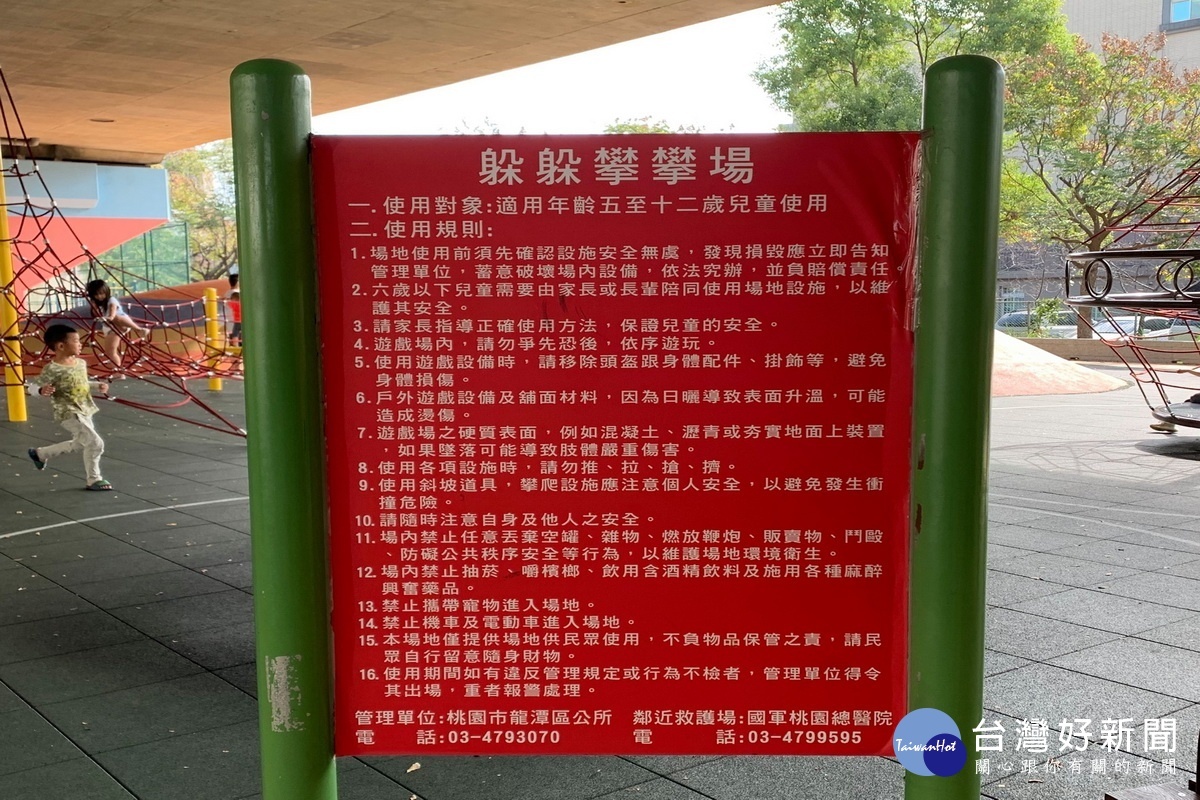 躲躲攀攀場
一.使用對象:適用年齡五至十二歲兒童使用
二.使用規則:
1.場地使用前須先確認設施安全無虞，發現損毀應立即告知
管理單位，蓄意破壞場內設備，依法究辦，並負賠償責任。
2.六歲以下兒童需要由家長或長輩陪同使用場地設施，以維
護其安全。
3.請家長指導正確使用方法，保證兒童的安全。
4.遊戲場內，請勿爭先恐後，依序遊玩。
5.使用遊戲設備時，請移除頭盔跟身體配件、掛飾等，避免
身體損傷。
6.戶外遊戲設備及舖面材料，因為日曬導致表面升溫，可能
造成燙傷。
7.遊戲場之硬質表面，例如混凝土、瀝青或夯實地面上裝置
，如果墜落可能導致肢體嚴重傷害。
8.使用各項設施時，請勿推、拉、搶、擠。
9.使用斜坡道具，攀爬設施應注意個人安全，以避免發生衝
撞危險。
10.請隨時注意自身及他人之安全。
11.場內禁止任意丟棄空罐、雜物、燃放鞭炮、販賣物、鬥毆
、防礙公共秩序安全等行為，以維護場地環境衛生。
12.場內禁止抽菸、嚼檳榔、飲用含酒精飲料及施用各種麻醉
興奮藥品。
13.禁止攜帶寵物進入場地。
14.禁止機車及電動車進入場地。
15.本場地僅提供場地供民眾使用，不負物品保管之責，請民
眾自行留意隨身財物。
16.使用期間如有違反管理規定或行為不檢者，管理單位得令
其出場，重者報警處理。
管理單位:桃園市龍潭區公所 鄰近救護場:國軍桃園總醫院
電 話:03-4793070 電 話:03-4799595
TaiwanHot 台灣好新聞
關心跟你有關的新聞